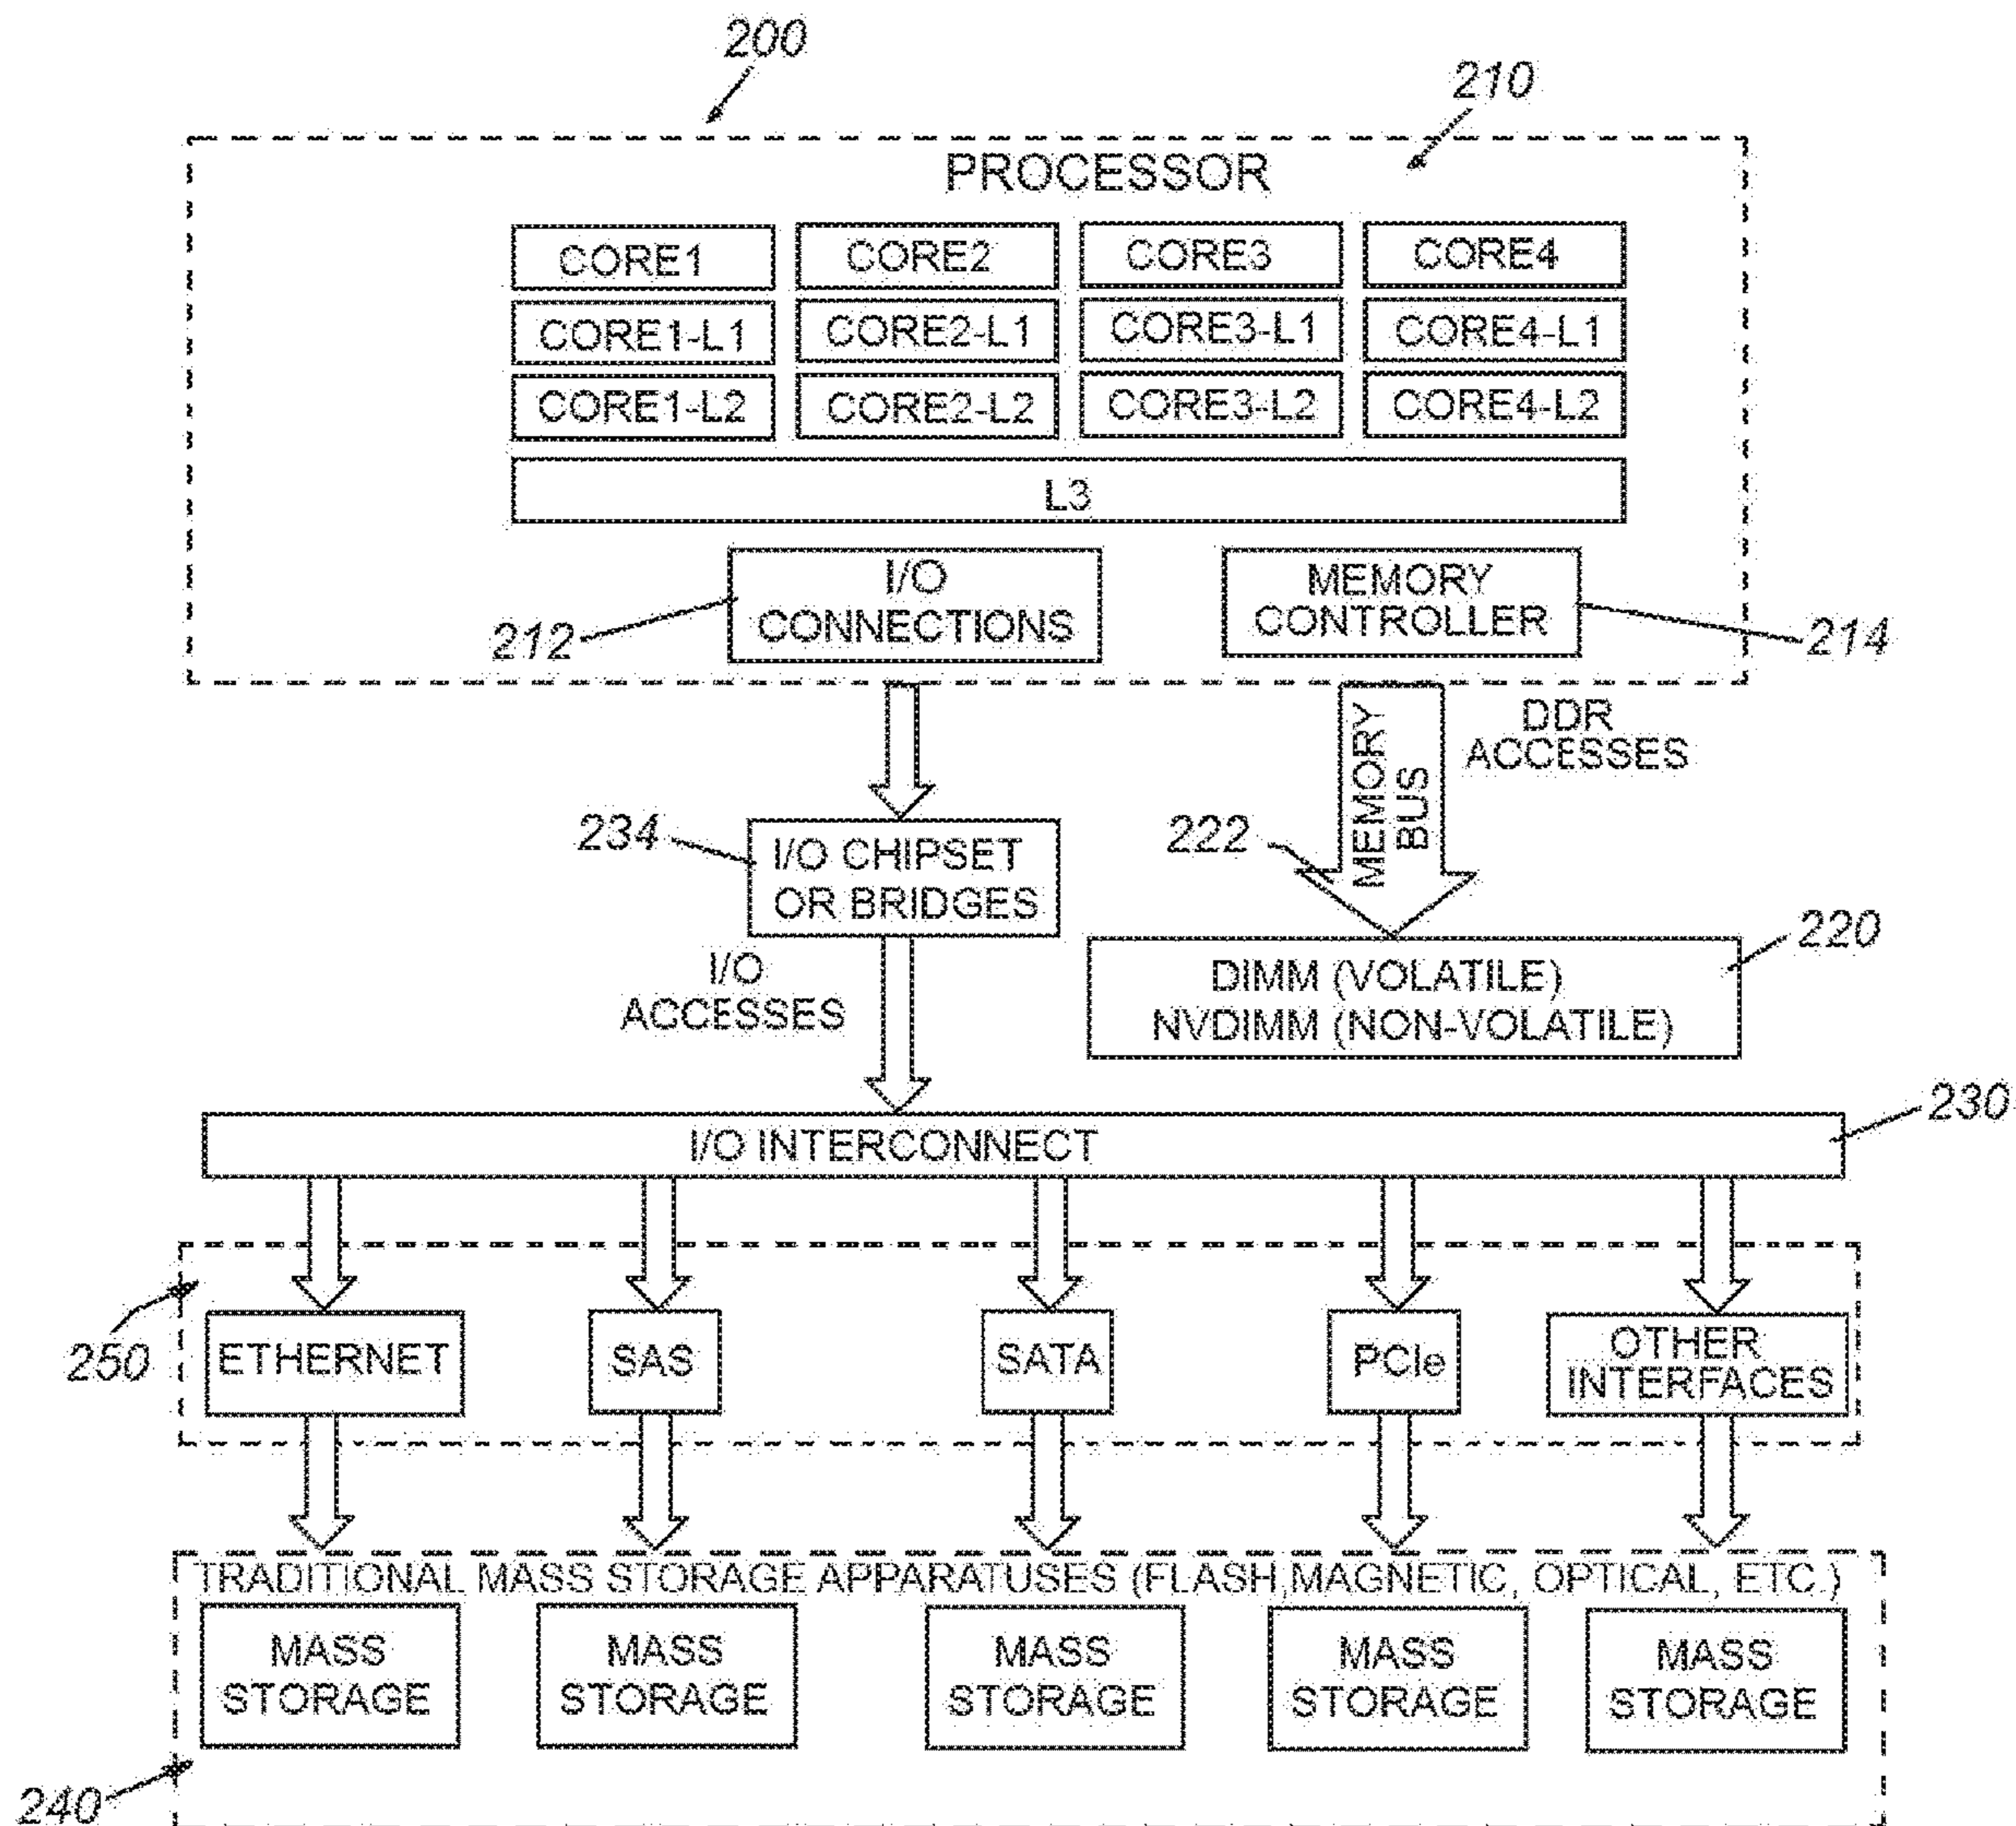 200
210
PROCESSOR
CORE1 CORE2 CORE3 CORE4
CORE1-L1 CORE2-L1 CORE3-L1 CORE4-L1
CORE1-L2 CORE2-L2 CORE3-L2 CORE4-L2
L3
I/O
CONNECTIONS
212
MEMORY
CONTROLLER
214
MEMORY
BUS
DDR
ACCESSES
234
I/O CHIPSET
OR BRIDGES
222
220
I/O
ACCESSES
DIMM (VOLATILE)
NVDIMM (NON-VOLATILE)
230
I/O INTERCONNECT
250
ETHERNET
SAS
SATA
PCIe
OTHER
INTERFACES
TRADITIONAL MASS STORAGE APPARATUSES (FLASH,MAGNETIC, OPTICAL, ETC.)
MASS
STORAGE
MASS
STORAGE
MASS
STORAGE
MASS
STORAGE
MASS
STORAGE
240